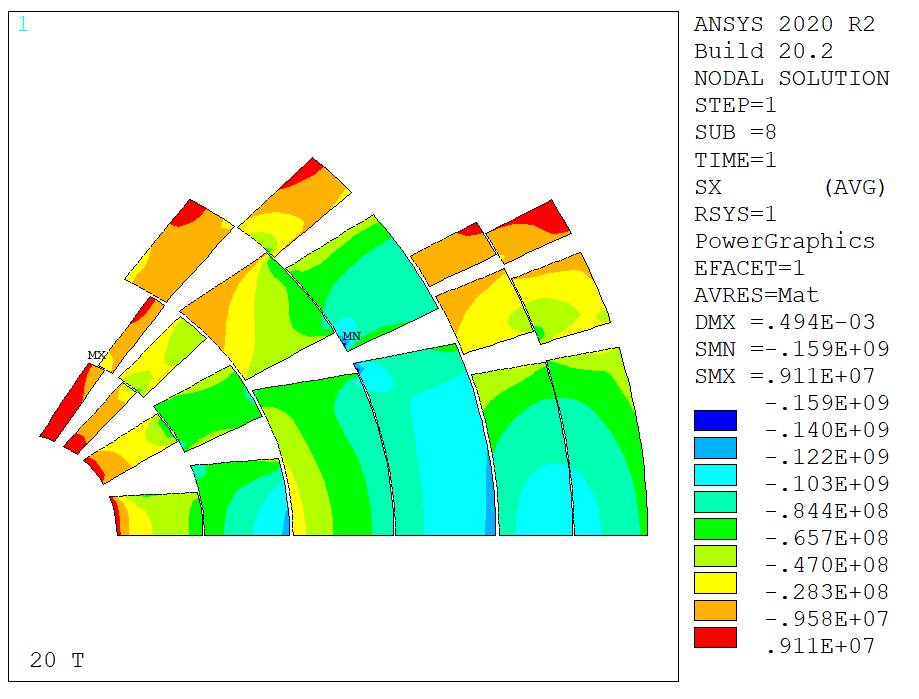 1
ANSYS 2020 R2
Build 20.2
NODAL SOLUTION
STEP=1
SUB =8
TIME=1
SX (AVG)
RSYS=1
PowerGraphics
EFACET=1
AVRES=Mat
DMX =.494E-03
SMN =-.159E+09
SMX =.911E+07
-.159E+09
-.140E+09
-.122E+09
-.103E+09
-.844E+08
-.657E+08
-.470E+08
-.283E+08
-.958E+07
.911E+07
MN
MX
20 T